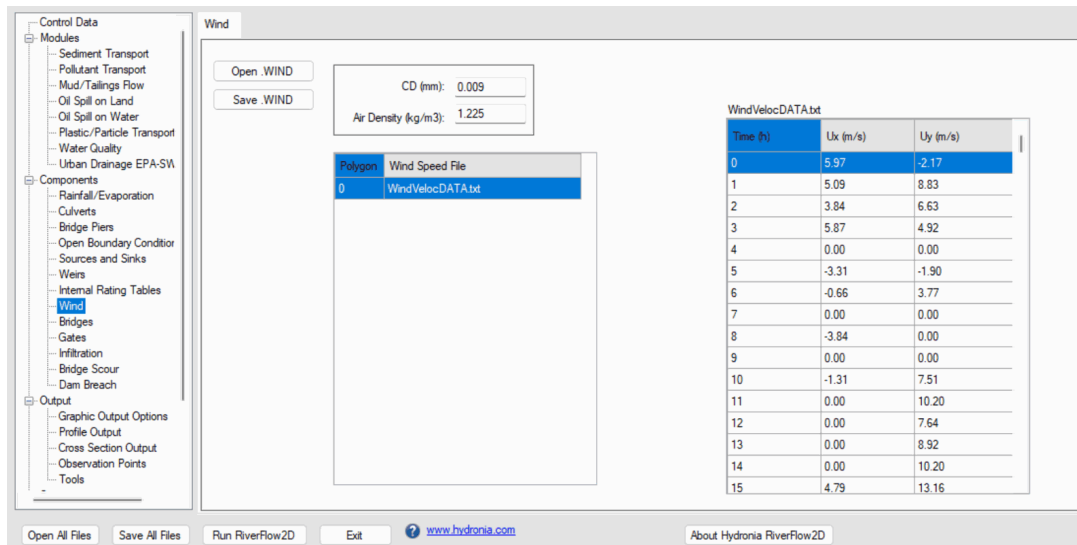 Control Data
Modules
Sediment Transport
Pollutant Transport
Mud/Tailings Flow
Oil Spill on Land
Oil Spill on Water
Plastic/Particle Transport
Water Quality
Urban Drainage EPA-SW
Components
Rainfall/Evaporation
Culverts
Bridge Piers
Open Boundary Condition
Sources and Sinks
Weirs
Internal Rating Tables
Wind
Bridges
Gates
Infiltration
Bridge Scour
Dam Breach
Output
Graphic Output Options
Profile Output
Cross Section Output
Observation Points
Tools
Wind
Open .WIND
Save .WIND
CD (mm): 0.009
Air Density (kg/m3): 1.225
Polygon Wind Speed File
0 WindVelocDATA.txt
WindVelocDATA.txt
Time (h) Ux (m/s) Uy (m/s)
0 5.97 -2.17
1 5.09 8.83
2 3.84 6.63
3 5.87 4.92
4 0.00 0.00
5 -3.31 -1.90
6 -0.66 3.77
7 0.00 0.00
8 -3.84 0.00
9 0.00 0.00
10 -1.31 7.51
11 0.00 10.20
12 0.00 7.64
13 0.00 8.92
14 0.00 10.20
15 4.79 13.16
Open All Files Save All Files Run RiverFlow2D Exit ? www.hydronia.com About Hydronia RiverFlow2D